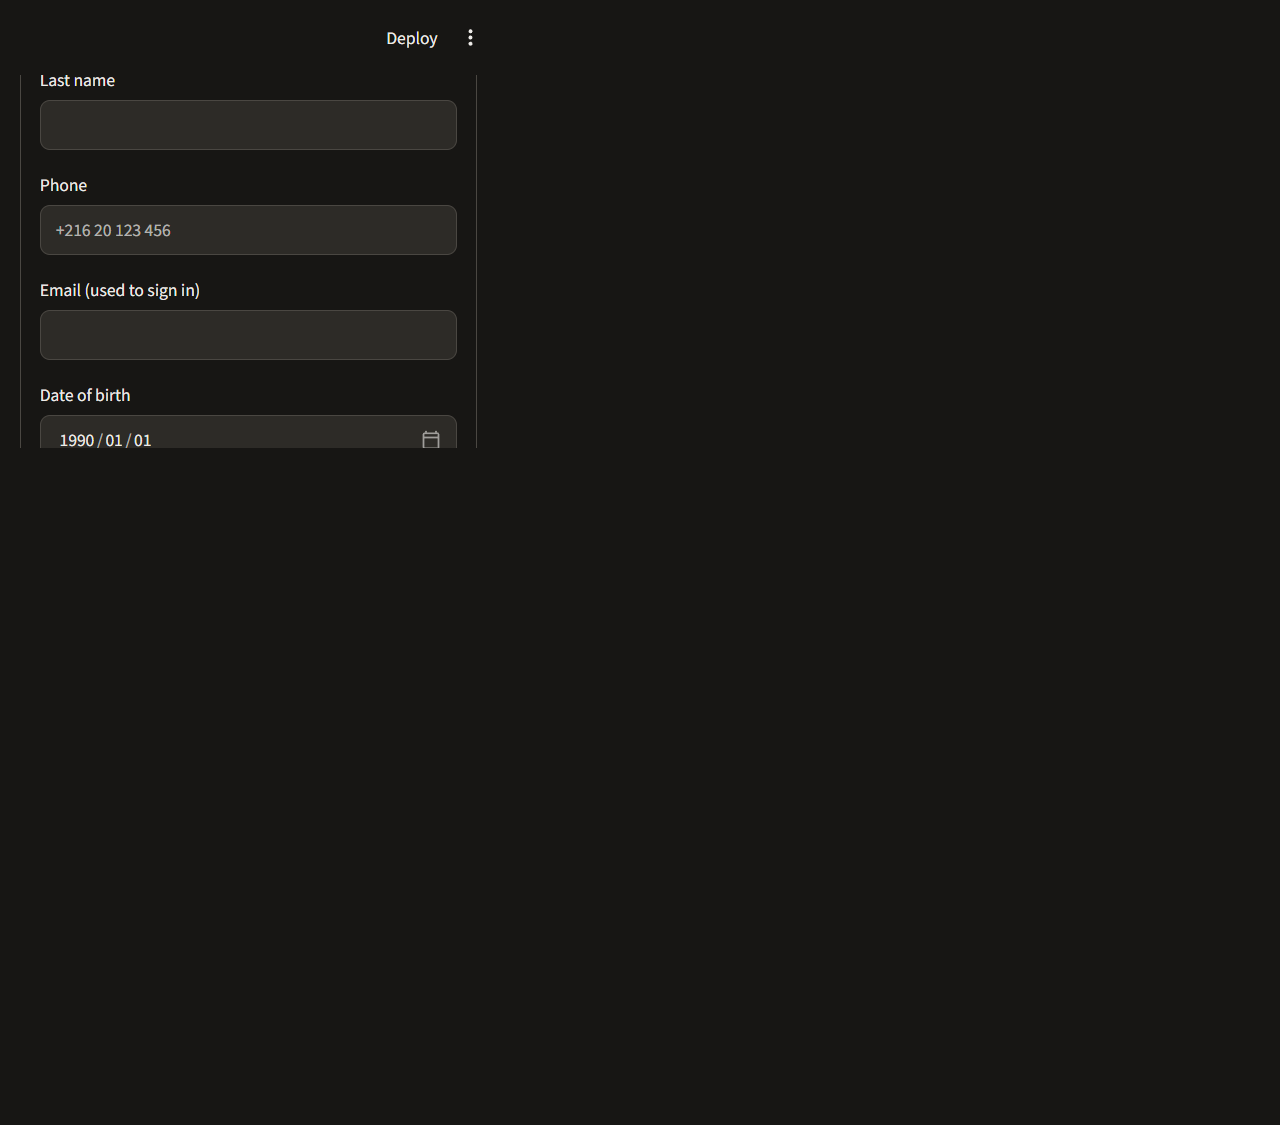 Deploy
Last name
Phone
+216 20 123 456
Email (used to sign in)
Date of birth
1990 / 01 / 01